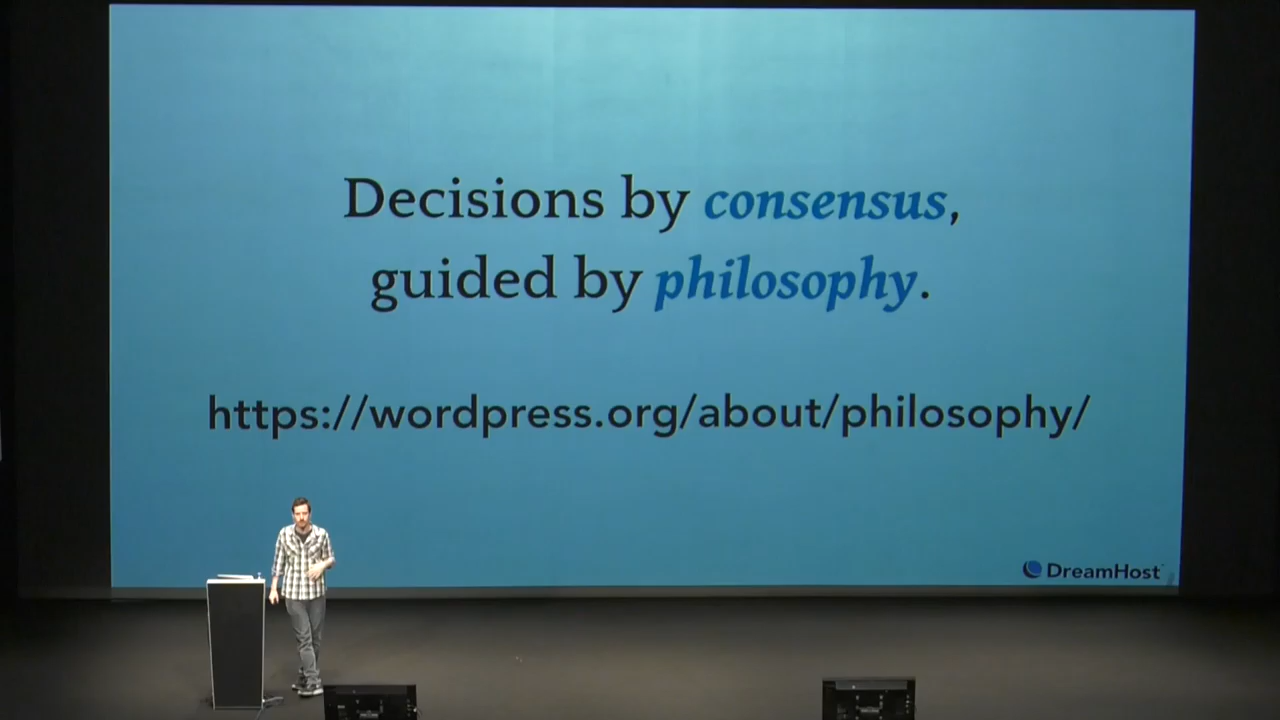 Decisions by consensus,
guided by philosophy.
https://wordpress.org/about/philosophy/
DreamHost